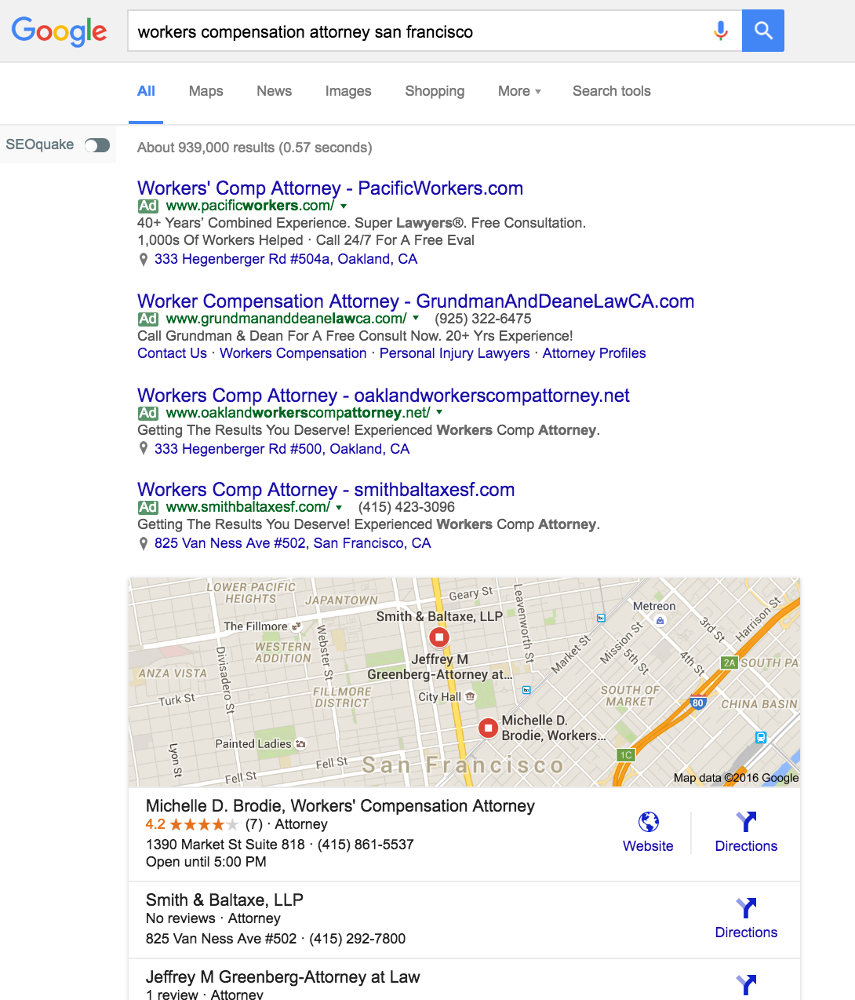 Google
workers compensation attorney san francisco
All Maps News Images Shopping More Search tools
SEOquake
About 939,000 results (0.57 seconds)
Workers' Comp Attorney - PacificWorkers.com
Ad www.pacificworkers.com/
40+ Years’ Combined Experience. Super Lawyers®. Free Consultation.
1,000s Of Workers Helped · Call 24/7 For A Free Eval
333 Hegenberger Rd #504a, Oakland, CA
Worker Compensation Attorney - GrundmanAndDeaneLawCA.com
Ad www.grundmananddeanelawca.com/ (925) 322-6475
Call Grundman & Dean For A Free Consult Now. 20+ Yrs Experience!
Contact Us · Workers Compensation · Personal Injury Lawyers · Attorney Profiles
Workers Comp Attorney - oaklandworkerscompattorney.net
Ad www.oaklandworkerscompattorney.net/
Getting The Results You Deserve! Experienced Workers Comp Attorney.
333 Hegenberger Rd #500, Oakland, CA
Workers Comp Attorney - smithbaltaxesf.com
Ad www.smithbaltaxesf.com/ (415) 423-3096
Getting The Results You Deserve! Experienced Workers Comp Attorney.
825 Van Ness Ave #502, San Francisco, CA
LOWER PACIFIC
HEIGHTS
JAPANTOWN
Geary St
Leavenworth St
Metreon
Smith & Baltaxe, LLP
The Fillmore
Webster St
3rd St
Harrison St
WESTERN
ADDITION
Divisadero St
Jeffrey M
Greenberg-Attorney at...
Market St
Mission St
5th St
4th St
2A
SOUTH PA
ANZA VISTA
Turk St
FILLMORE
DISTRICT
City Hall
SOUTH OF
MARKET
80
CHINA BASIN
Michelle D.
Brodie, Workers...
Painted Ladies
Lyon St
Fell St
Fell St
San Francisco
1C
Map data ©2016 Google
Michelle D. Brodie, Workers' Compensation Attorney
4.2 (7) · Attorney
1390 Market St Suite 818 · (415) 861-5537
Open until 5:00 PM
Website
Directions
Smith & Baltaxe, LLP
No reviews · Attorney
825 Van Ness Ave #502 · (415) 292-7800
Directions
Jeffrey M Greenberg-Attorney at Law
1 review · Attorney